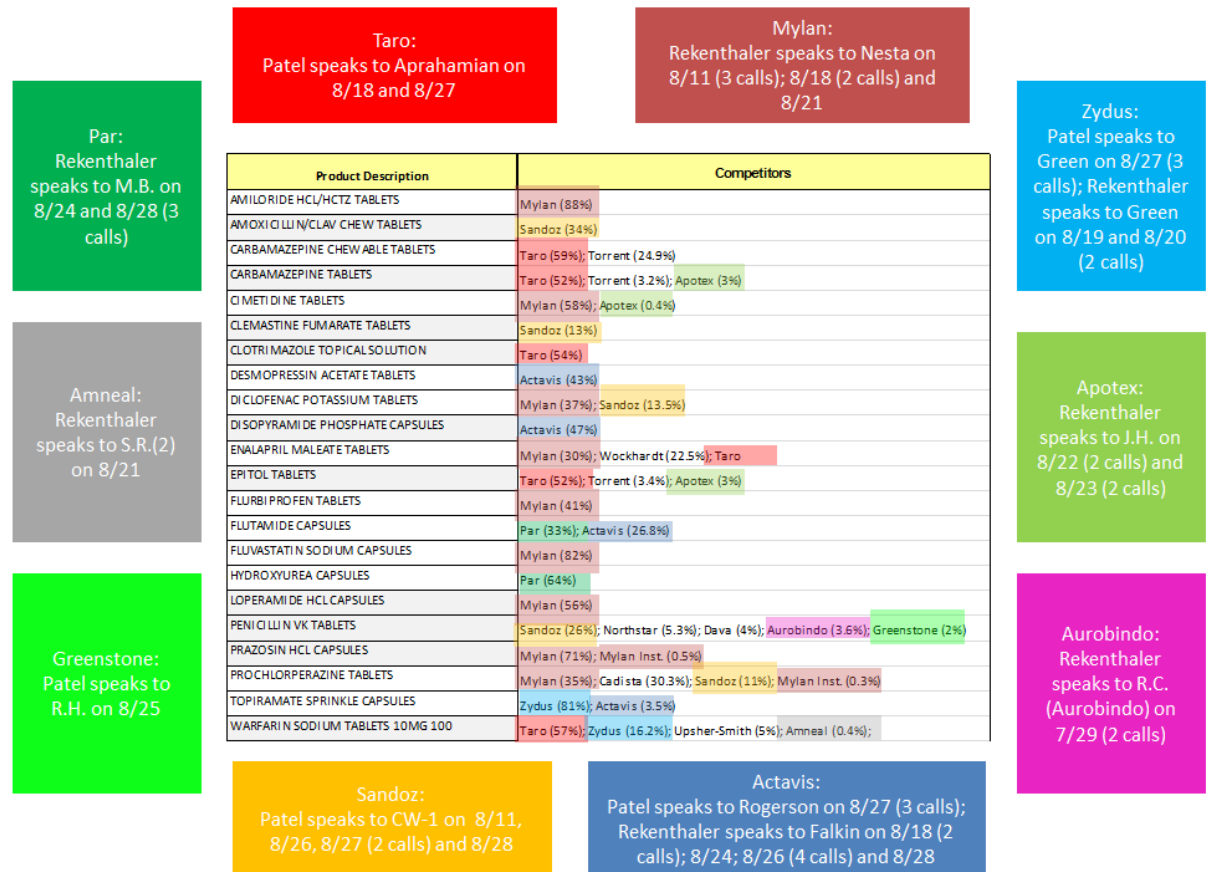 Taro:
Patel speaks to Aprahamian on
8/18 and 8/27
Mylan:
Rekenthaler speaks to Nesta on
8/11 (3 calls); 8/18 (2 calls) and
8/21
Par:
Rekenthaler
speaks to M.B. on
8/24 and 8/28 (3
calls)
Zydus:
Patel speaks to
Green on 8/27 (3
calls); Rekenthaler
speaks to Green
on 8/19 and 8/20
(2 calls)
Amneal:
Rekenthaler
speaks to S.R.(2)
on 8/21
Apotex:
Rekenthaler
speaks to J.H. on
8/22 (2 calls) and
8/23 (2 calls)
Greenstone:
Patel speaks to
R.H. on 8/25
Aurobindo:
Rekenthaler
speaks to R.C.
(Aurobindo) on
7/29 (2 calls)
Product Description Competitors
AMILORIDE HCL/HCTZ TABLETS Mylan (88%)
AMOXICILLIN/CLAV CHEW TABLETS Sandoz (34%)
CARBAMAZEPINE CHEWABLE TABLETS Taro (59%); Torrent (24.9%)
CARBAMAZEPINE TABLETS Taro (52%); Torrent (3.2%); Apotex (3%)
CIMETIDINE TABLETS Mylan (58%); Apotex (0.4%)
CLEMASTINE FUMARATE TABLETS Sandoz (13%)
CLOTRIMAZOLE TOPICAL SOLUTION Taro (54%)
DESMOPRESSIN ACETATE TABLETS Actavis (43%)
DICLOFENAC POTASSIUM TABLETS Mylan (37%); Sandoz (13.5%)
DISOPYRAMIDE PHOSPHATE CAPSULES Actavis (47%)
ENALAPRIL MALEATE TABLETS Mylan (30%); Wockhardt (22.5%); Taro
EPITOL TABLETS Taro (52%); Torrent (3.4%); Apotex (3%)
FLURBIPROFEN TABLETS Mylan (41%)
FLUTAMIDE CAPSULES Par (33%); Actavis (26.8%)
FLUVASTATIN SODIUM CAPSULES Mylan (82%)
HYDROXYUREA CAPSULES Par (64%)
LOPERAMIDE HCL CAPSULES Mylan (56%)
PENICILLIN VK TABLETS Sandoz (26%); Northstar (5.3%); Dava (4%); Aurobindo (3.6%); Greenstone (2%)
PRAZOSIN HCL CAPSULES Mylan (71%); Mylan Inst. (0.5%)
PROCHLORPERAZINE TABLETS Mylan (35%); Cadista (30.3%); Sandoz (11%); Mylan Inst. (0.3%)
TOPIRAMATE SPRINKLE CAPSULES Zydus (81%); Actavis (3.5%)
WARFARIN SODIUM TABLETS 10MG 100 Taro (57%); Zydus (16.2%); Upsher-Smith (5%); Amneal (0.4%);
Sandoz:
Patel speaks to CW-1 on 8/11,
8/26, 8/27 (2 calls) and 8/28
Actavis:
Patel speaks to Rogerson on 8/27 (3 calls);
Rekenthaler speaks to Falkin on 8/18 (2
calls); 8/24; 8/26 (4 calls) and 8/28